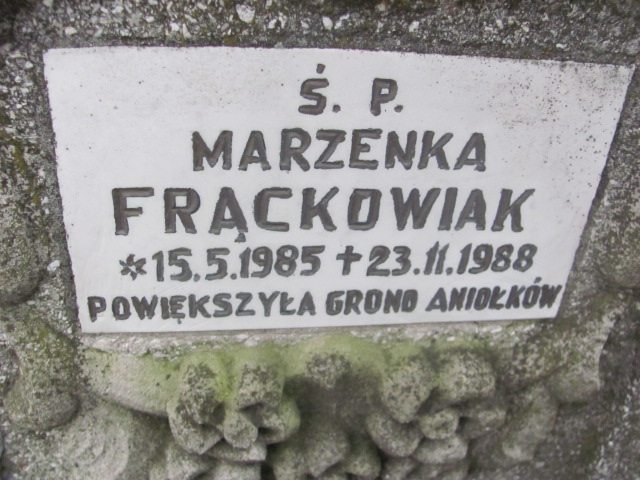 Ś. P.
MARZENKA
FRĄCKOWIAK
*15.5.1985 ✝23.11.1988
POWIĘKSZYŁA GRONO ANIOŁKÓW